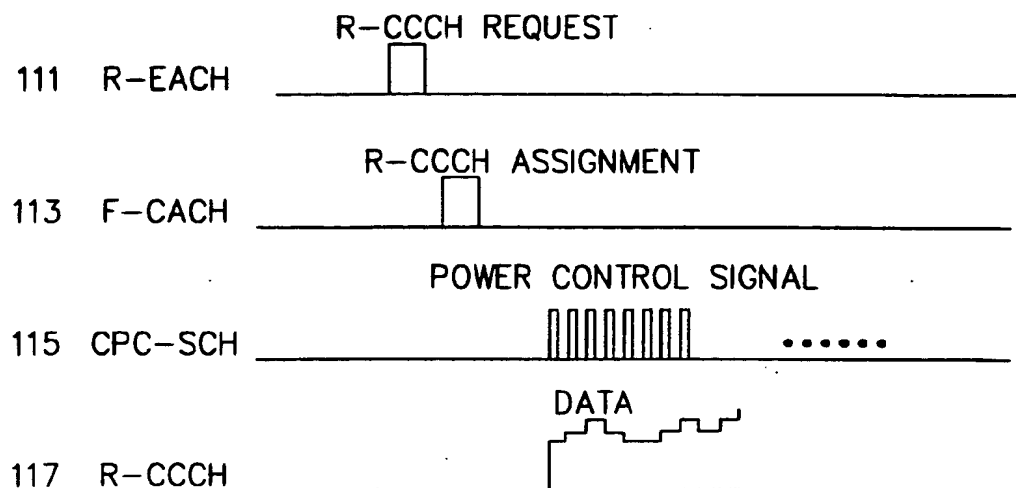 R-CCCH REQUEST
111 R-EACH
R-CCCH ASSIGNMENT
113 F-CACH
POWER CONTROL SIGNAL
115 CPC-SCH
DATA
117 R-CCCH